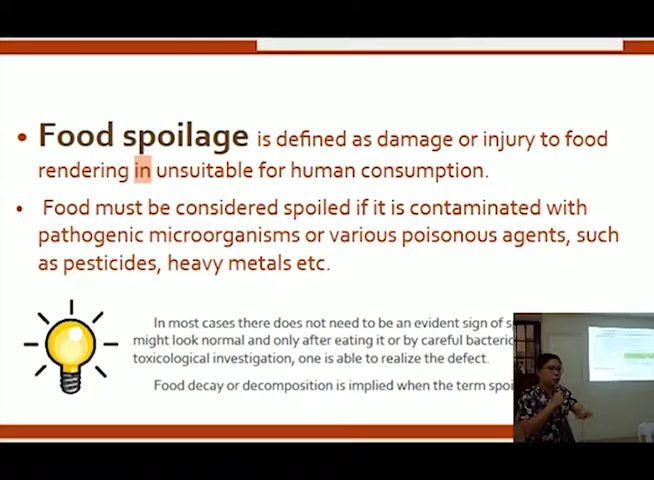 • Food spoilage is defined as damage or injury to food
rendering in unsuitable for human consumption.
• Food must be considered spoiled if it is contaminated with
pathogenic microorganisms or various poisonous agents, such
as pesticides, heavy metals etc.
In most cases there does not need to be an evident sign of
might look normal and only after eating it or by careful
toxicological investigation, one is able to realize the defect.
Food decay or decomposition is implied when the term